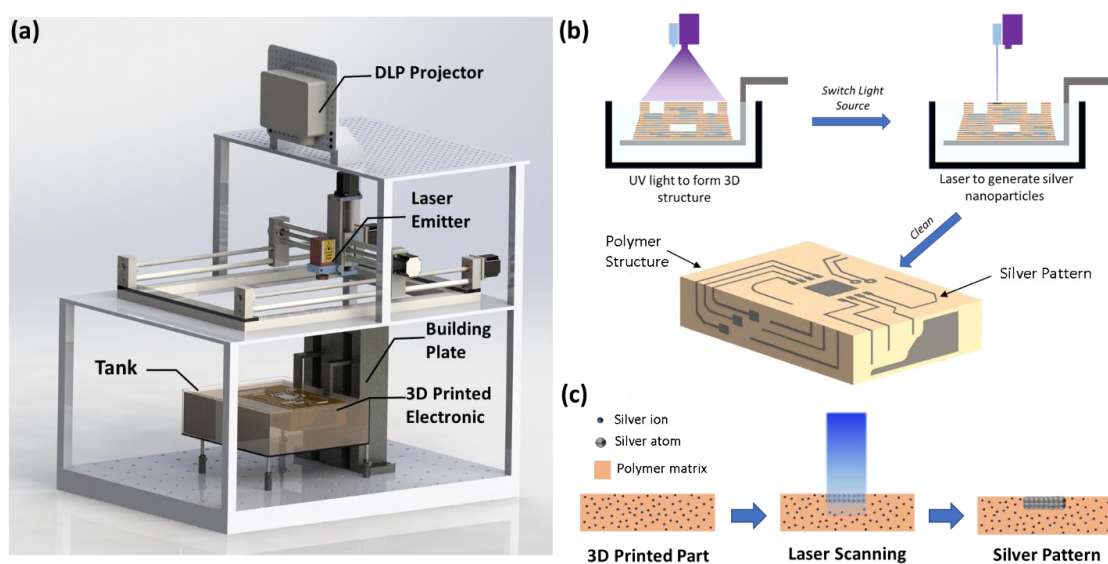 (a)
DLP Projector
Laser
Emitter
Building
Plate
Tank
3D Printed
Electronic
(b)
Switch Light
Source
UV light to form 3D
structure
Laser to generate silver
nanoparticles
Clean
Polymer
Structure
Silver Pattern
(c)
Silver ion
Silver atom
Polymer matrix
3D Printed Part
Laser Scanning
Silver Pattern